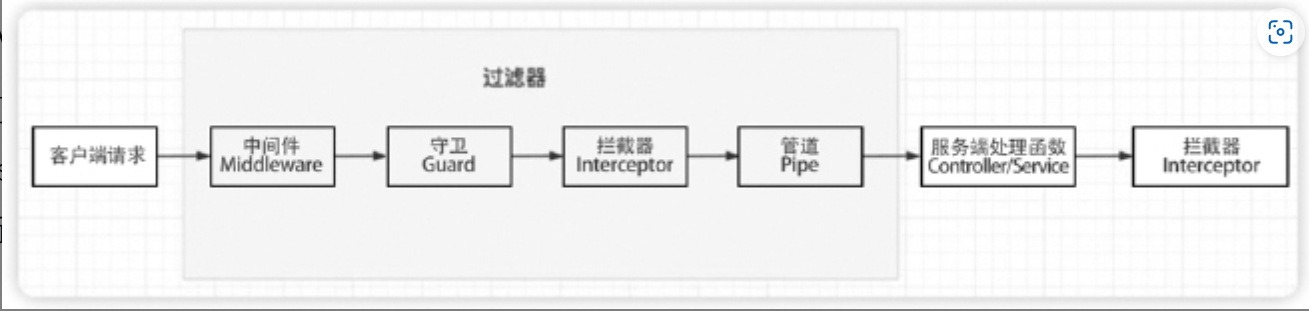 过滤器
客户端请求
中间件
Middleware
守卫
Guard
拦截器
Interceptor
管道
Pipe
服务端处理函数
Controller/Service
拦截器
Interceptor